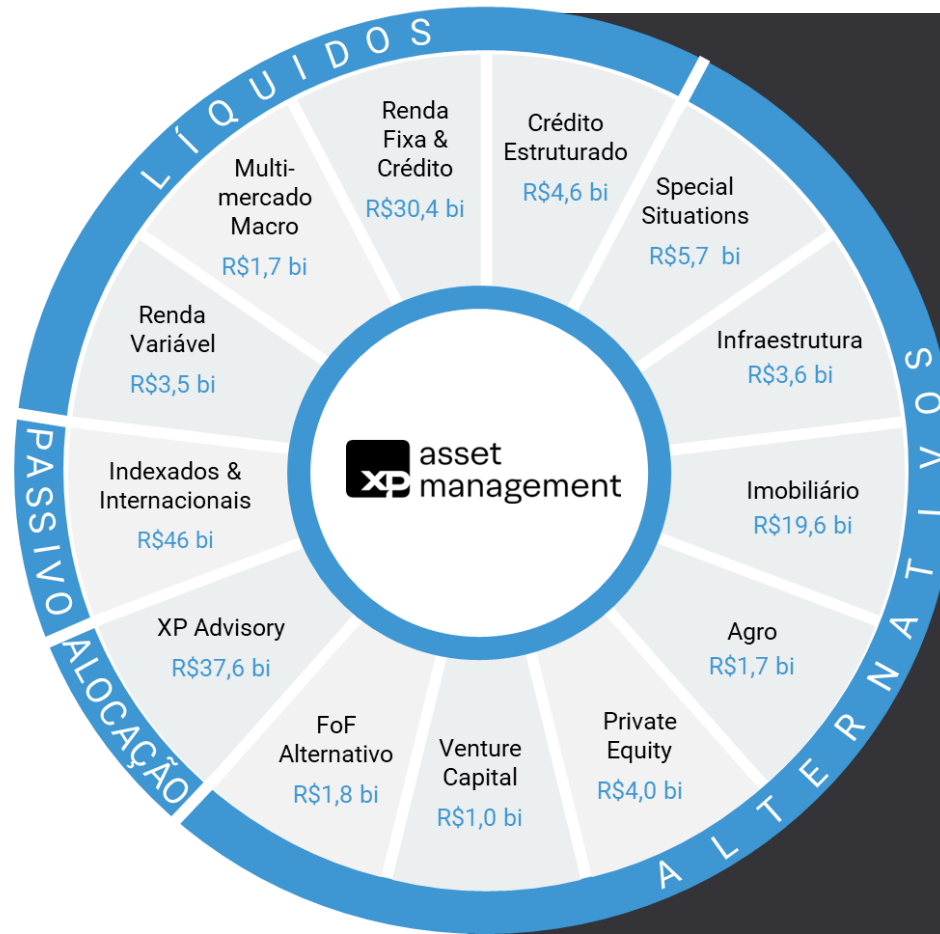 LÍQUIDOS
Renda
Fixa &
Crédito
R$30,4 bi
Crédito
Estruturado
R$4,6 bi
Multi-
mercado
Macro
R$1,7 bi
Renda
Variável
R$3,5 bi
ALTERNATIVOS
Special
Situations
R$5,7 bi
Infraestrutura
R$3,6 bi
Imobiliário
R$19,6 bi
Agro
R$1,7 bi
Private
Equity
R$4,0 bi
Venture
Capital
R$1,0 bi
FoF
Alternativo
R$1,8 bi
ALOCAÇÃO
XP Advisory
R$37,6 bi
PASSIVO
Indexados &
Internacionais
R$46 bi
xp
asset
management